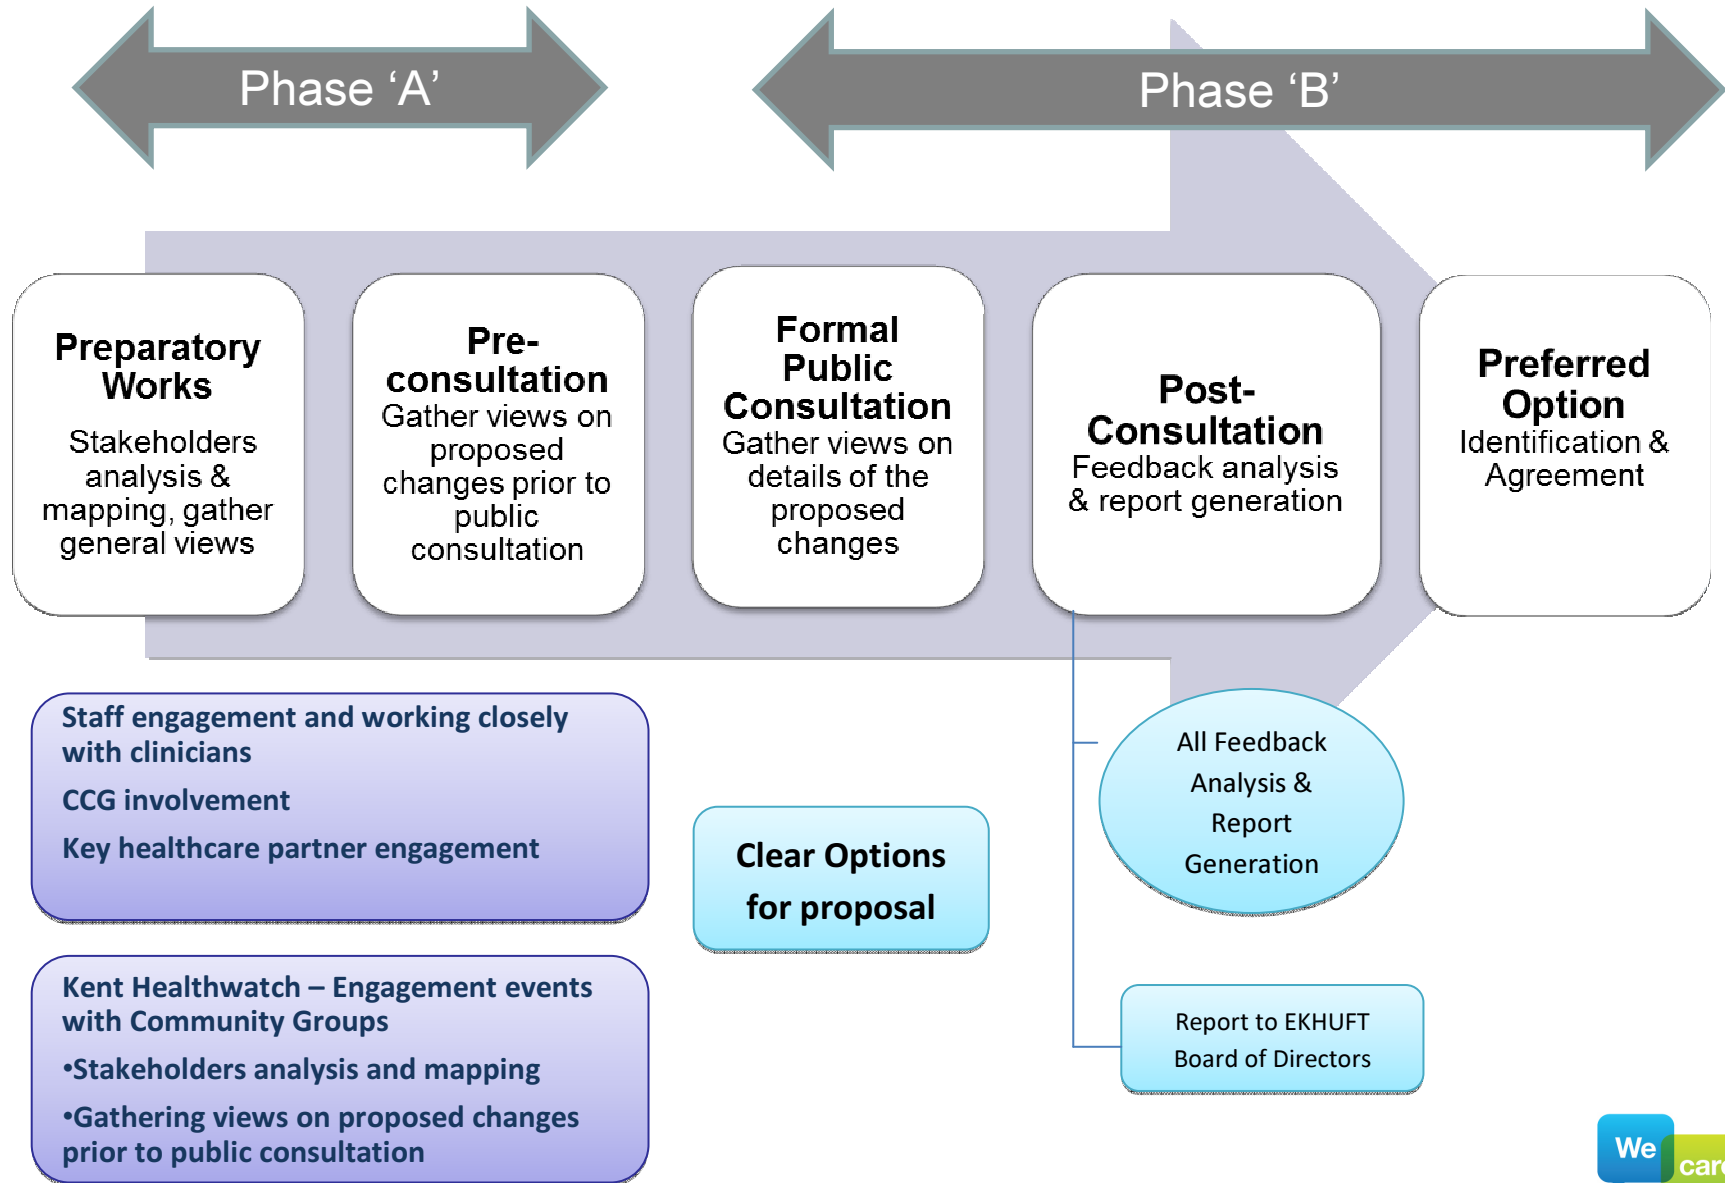 Phase ‘A’
Phase ‘B’
Preparatory
Works
Stakeholders
analysis &
mapping, gather
general views
Pre-
consultation
Gather views on
proposed
changes prior to
public
consultation
Formal
Public
Consultation
Gather views on
details of the
proposed
changes
Post-
Consultation
Feedback analysis
& report generation
Preferred
Option
Identification &
Agreement
Staff engagement and working closely
with clinicians
CCG involvement
Key healthcare partner engagement
Kent Healthwatch – Engagement events
with Community Groups
•Stakeholders analysis and mapping
•Gathering views on proposed changes
prior to public consultation
Clear Options
for proposal
All Feedback
Analysis &
Report
Generation
Report to EKHUFT
Board of Directors
We
care